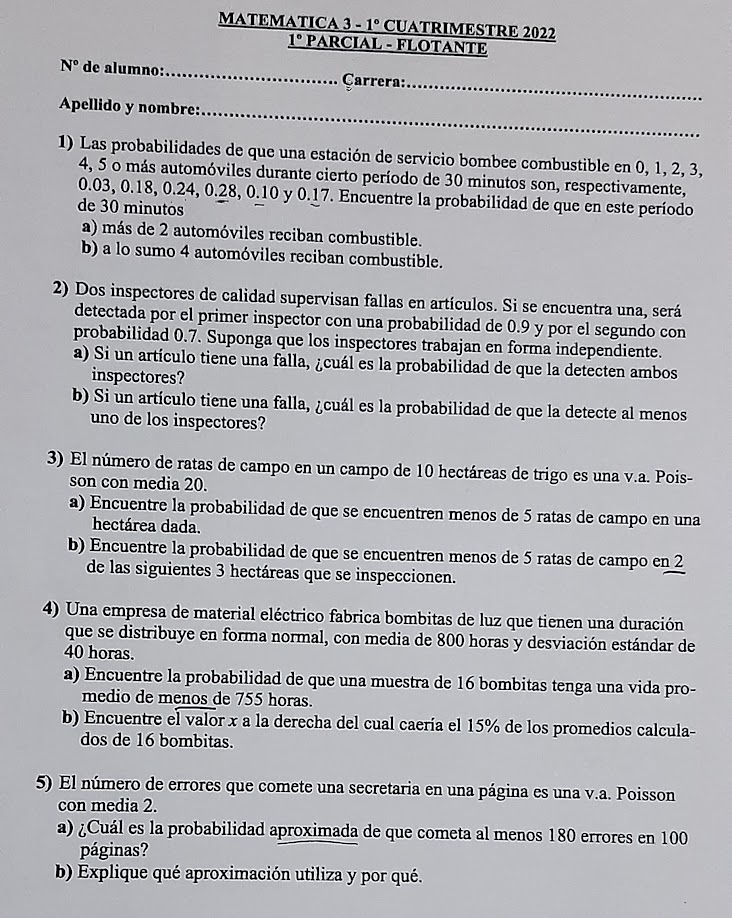 MATEMATICA 3 - 1° CUATRIMESTRE 2022
1° PARCIAL - FLOTANTE
N° de alumno:.................................... Carrera:............................................................
Apellido y nombre:....................................................................................................
1) Las probabilidades de que una estación de servicio bombee combustible en 0, 1, 2, 3,
4, 5 o más automóviles durante cierto período de 30 minutos son, respectivamente,
0.03, 0.18, 0.24, 0.28, 0.10 y 0.17. Encuentre la probabilidad de que en este período
de 30 minutos
a) más de 2 automóviles reciban combustible.
b) a lo sumo 4 automóviles reciban combustible.
2) Dos inspectores de calidad supervisan fallas en artículos. Si se encuentra una, será
detectada por el primer inspector con una probabilidad de 0.9 y por el segundo con
probabilidad 0.7. Suponga que los inspectores trabajan en forma independiente.
a) Si un artículo tiene una falla, ¿cuál es la probabilidad de que la detecten ambos
inspectores?
b) Si un artículo tiene una falla, ¿cuál es la probabilidad de que la detecte al menos
uno de los inspectores?
3) El número de ratas de campo en un campo de 10 hectáreas de trigo es una v.a. Pois-
son con media 20.
a) Encuentre la probabilidad de que se encuentren menos de 5 ratas de campo en una
hectárea dada.
b) Encuentre la probabilidad de que se encuentren menos de 5 ratas de campo en 2
de las siguientes 3 hectáreas que se inspeccionen.
4) Una empresa de material eléctrico fabrica bombitas de luz que tienen una duración
que se distribuye en forma normal, con media de 800 horas y desviación estándar de
40 horas.
a) Encuentre la probabilidad de que una muestra de 16 bombitas tenga una vida pro-
medio de menos de 755 horas.
b) Encuentre el valor x a la derecha del cual caería el 15% de los promedios calcula-
dos de 16 bombitas.
5) El número de errores que comete una secretaria en una página es una v.a. Poisson
con media 2.
a) ¿Cuál es la probabilidad aproximada de que cometa al menos 180 errores en 100
páginas?
b) Explique qué aproximación utiliza y por qué.